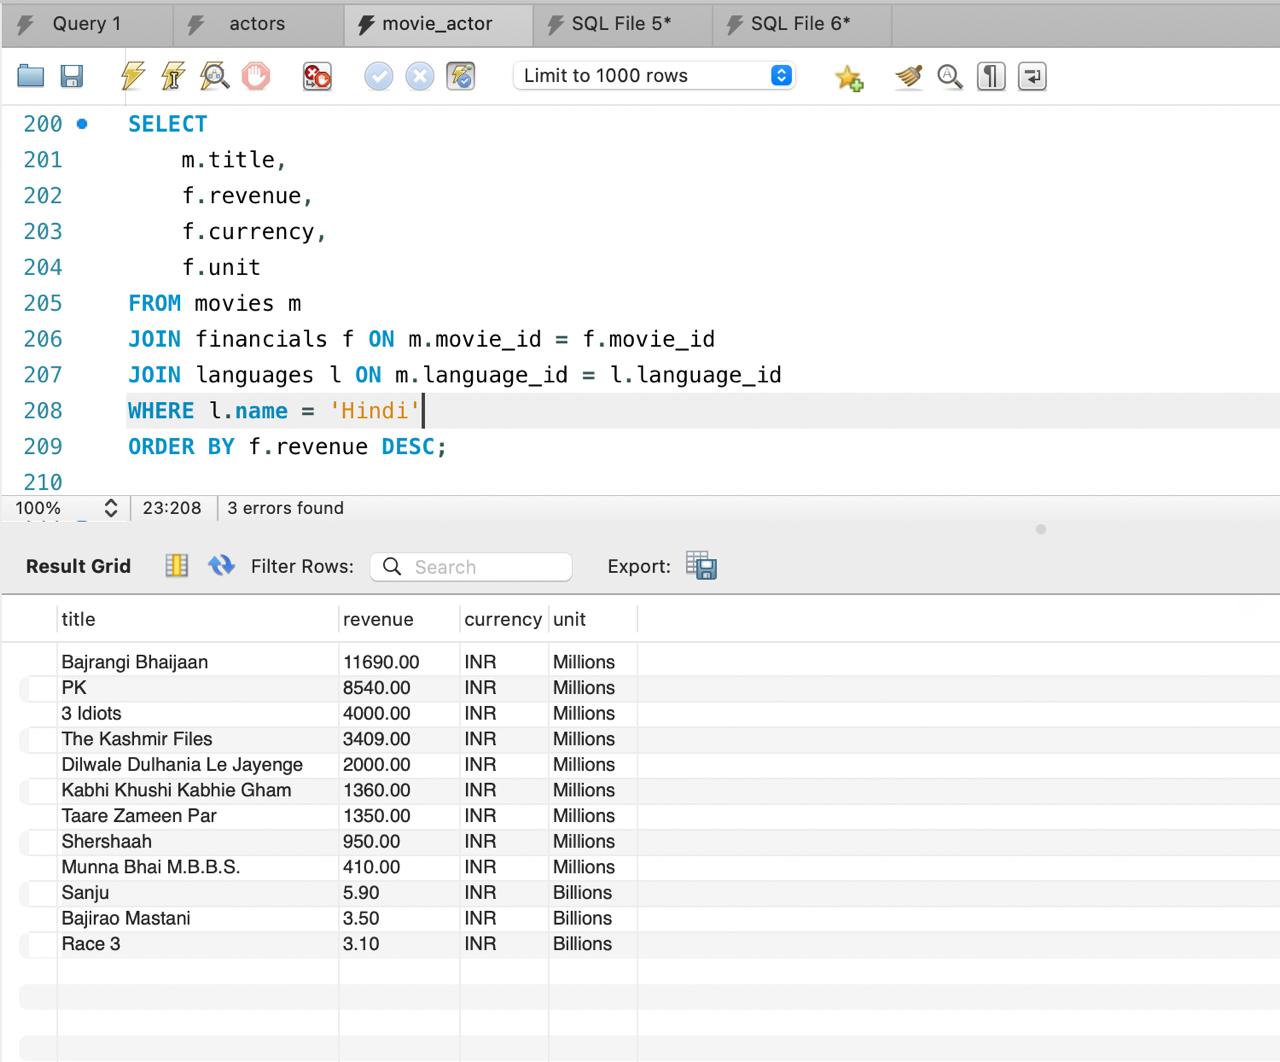 Query 1 actors movie_actor SQL File 5* SQL File 6*
Limit to 1000 rows
200 SELECT
201 m.title,
202 f.revenue,
203 f.currency,
204 f.unit
205 FROM movies m
206 JOIN financials f ON m.movie_id = f.movie_id
207 JOIN languages l ON m.language_id = l.language_id
208 WHERE l.name = 'Hindi'
209 ORDER BY f.revenue DESC;
210
100% 23:208 3 errors found
Result Grid Filter Rows: Search Export:
title revenue currency unit
Bajrangi Bhaijaan 11690.00 INR Millions
PK 8540.00 INR Millions
3 Idiots 4000.00 INR Millions
The Kashmir Files 3409.00 INR Millions
Dilwale Dulhania Le Jayenge 2000.00 INR Millions
Kabhi Khushi Kabhie Gham 1360.00 INR Millions
Taare Zameen Par 1350.00 INR Millions
Shershaah 950.00 INR Millions
Munna Bhai M.B.B.S. 410.00 INR Millions
Sanju 5.90 INR Billions
Bajirao Mastani 3.50 INR Billions
Race 3 3.10 INR Billions